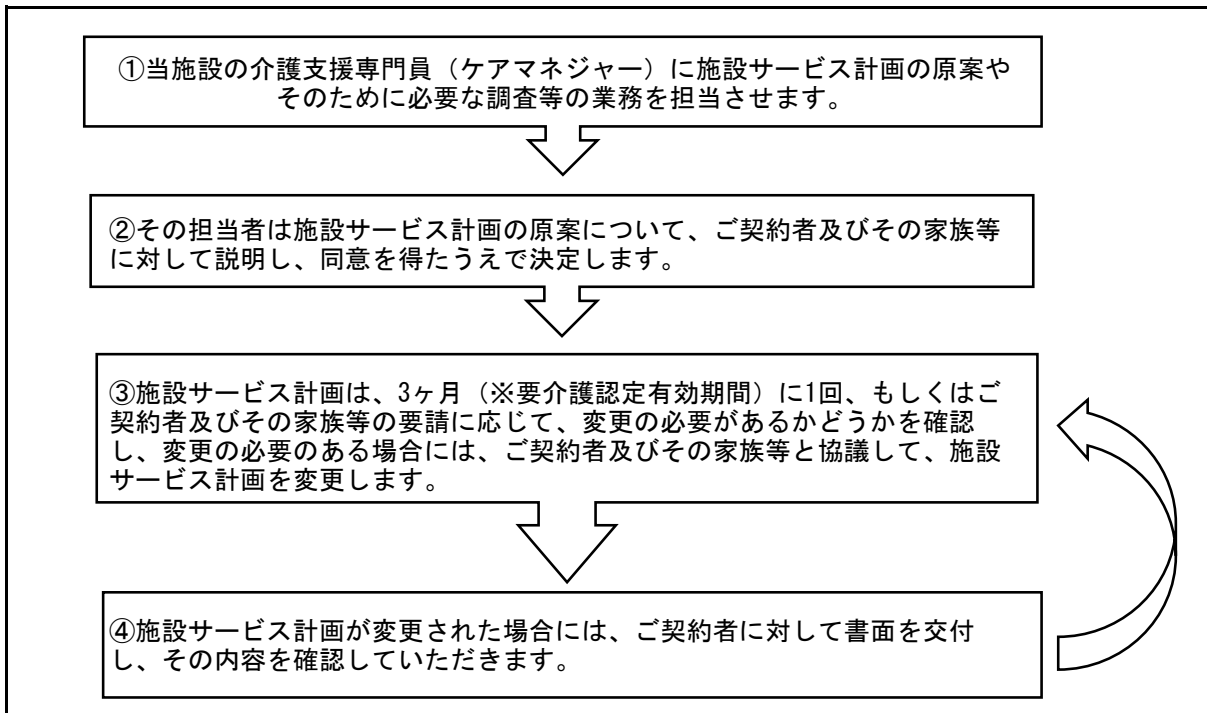 ①当施設の介護支援専門員（ケアマネジャー）に施設サービス計画の原案や
そのために必要な調査等の業務を担当させます。
②その担当者は施設サービス計画の原案について、ご契約者及びその家族等
に対して説明し、同意を得たうえで決定します。
③施設サービス計画は、3ヶ月（※要介護認定有効期間）に1回、もしくはご
契約者及びその家族等の要請に応じて、変更の必要があるかどうかを確認
し、変更の必要のある場合には、ご契約者及びその家族等と協議して、施設
サービス計画を変更します。
④施設サービス計画が変更された場合には、ご契約者に対して書面を交付
し、その内容を確認していただきます。